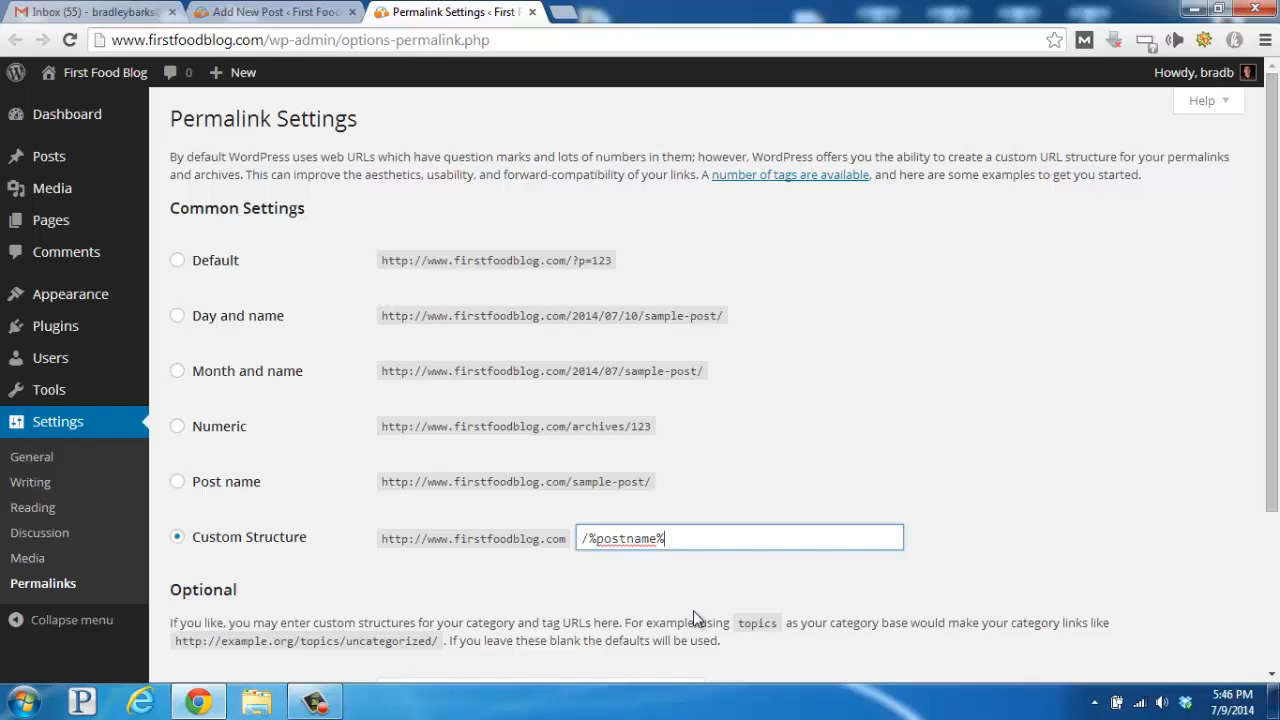 Inbox (55) - bradleybarks@
Add New Post ‹ First Food
Permalink Settings ‹ First F
www.firstfoodblog.com/wp-admin/options-permalink.php
First Food Blog 0 + New
Howdy, bradb
Help
Dashboard
Posts
Media
Pages
Comments
Appearance
Plugins
Users
Tools
Settings
General
Writing
Reading
Discussion
Media
Permalinks
Collapse menu
Permalink Settings
By default WordPress uses web URLs which have question marks and lots of numbers in them; however, WordPress offers you the ability to create a custom URL structure for your permalinks
and archives. This can improve the aesthetics, usability, and forward-compatibility of your links. A number of tags are available, and here are some examples to get you started.
Common Settings
Default http://www.firstfoodblog.com/?p=123
Day and name http://www.firstfoodblog.com/2014/07/10/sample-post/
Month and name http://www.firstfoodblog.com/2014/07/sample-post/
Numeric http://www.firstfoodblog.com/archives/123
Post name http://www.firstfoodblog.com/sample-post/
Custom Structure http://www.firstfoodblog.com /%postname%
Optional
If you like, you may enter custom structures for your category and tag URLs here. For example, using topics as your category base would make your category links like
http://example.org/topics/uncategorized/ . If you leave these blank the defaults will be used.
5:46 PM
7/9/2014